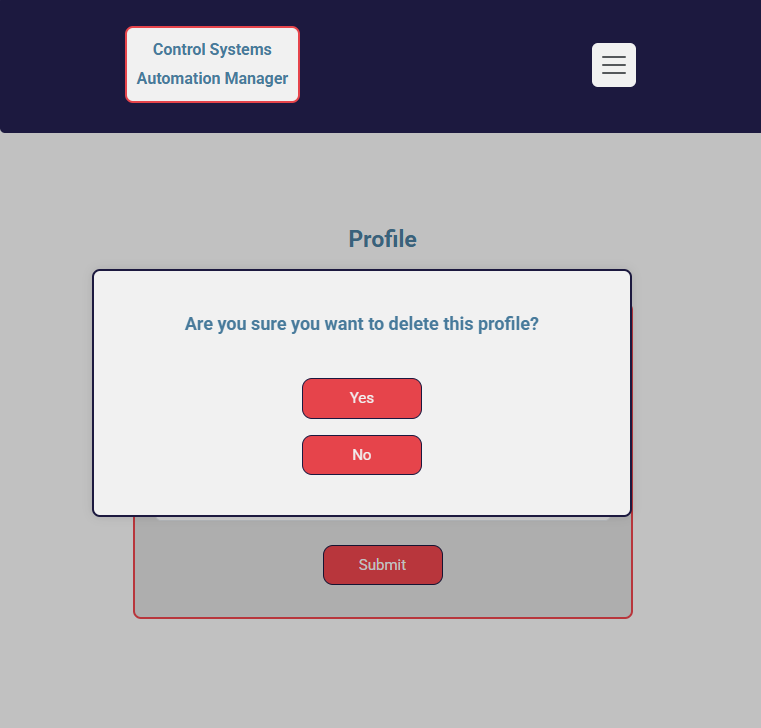 Control Systems
Automation Manager
Profile
Are you sure you want to delete this profile?
Yes
No
Submit